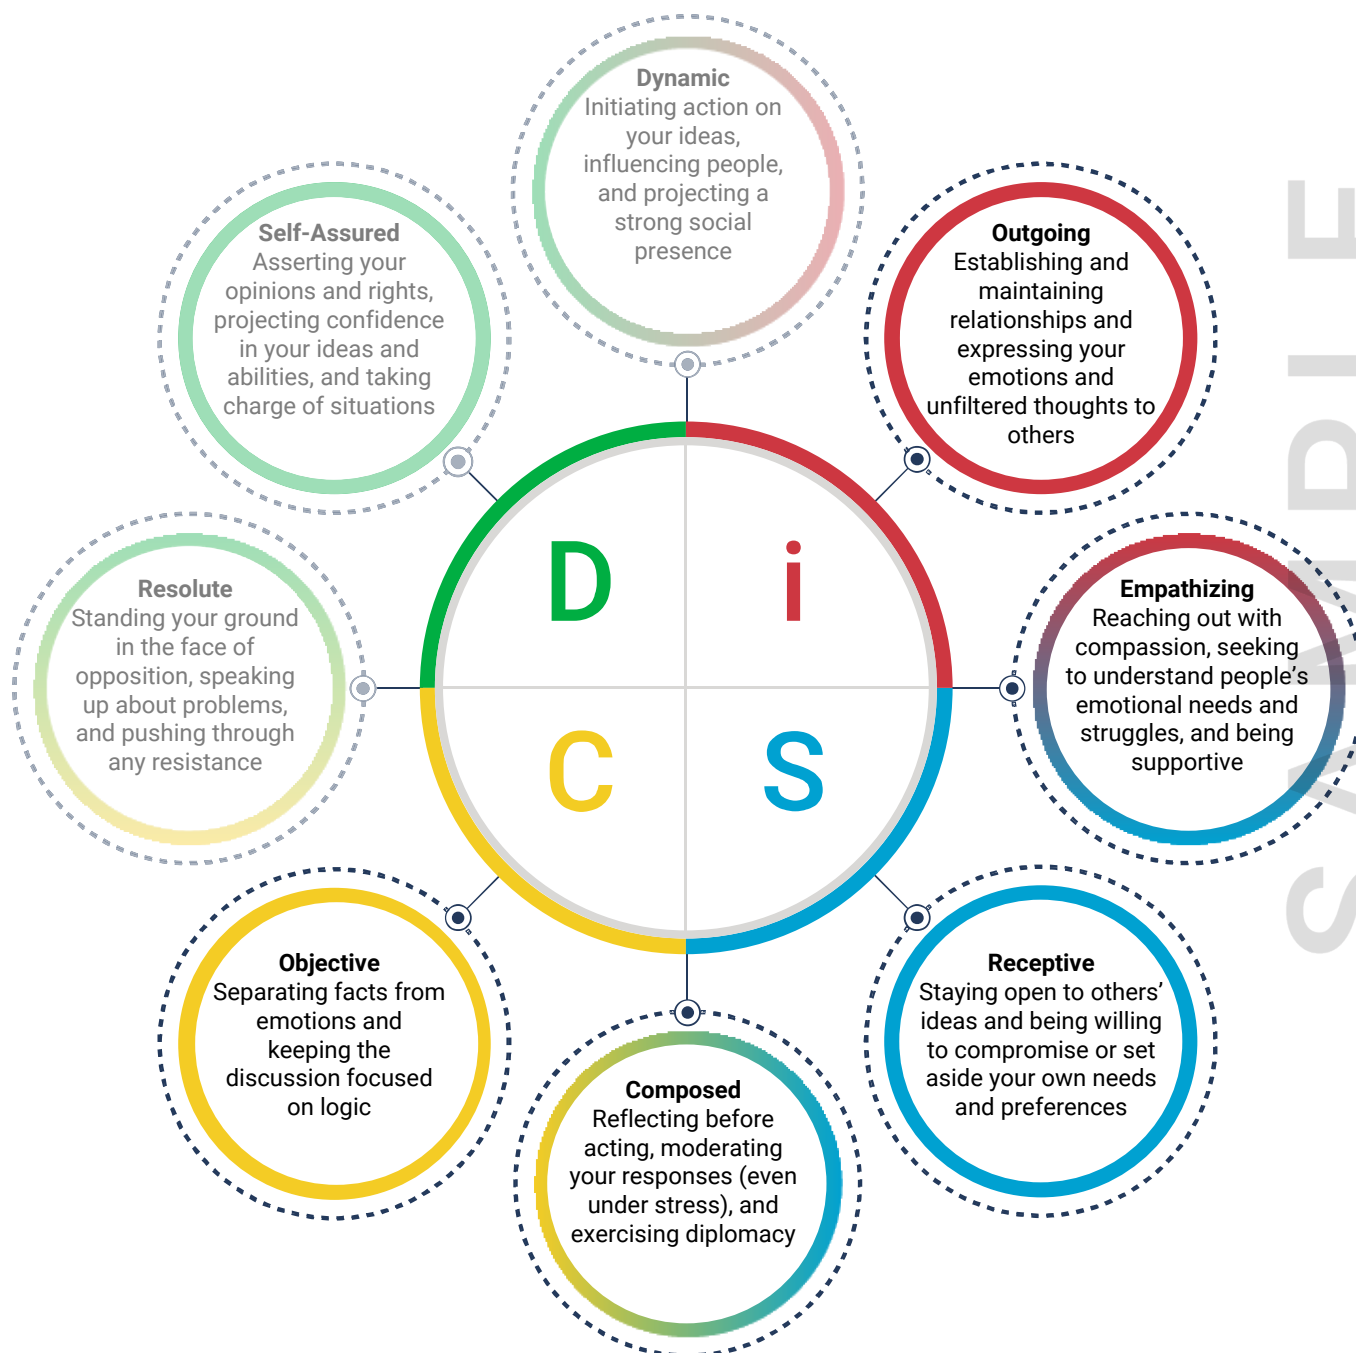 Dynamic
Initiating action on
your ideas,
influencing people,
and projecting a
strong social
presence
Self-Assured
Asserting your
opinions and rights,
projecting confidence
in your ideas and
abilities, and taking
charge of situations
Outgoing
Establishing and
maintaining
relationships and
expressing your
emotions and
unfiltered thoughts to
others
Resolute
Standing your ground
in the face of
opposition, speaking
up about problems,
and pushing through
any resistance
D
i
C
S
Empathizing
Reaching out with
compassion, seeking
to understand people’s
emotional needs and
struggles, and being
supportive
Objective
Separating facts from
emotions and
keeping the
discussion focused
on logic
Composed
Reflecting before
acting, moderating
your responses (even
under stress), and
exercising diplomacy
Receptive
Staying open to others’
ideas and being willing
to compromise or set
aside your own needs
and preferences
SAMPLE